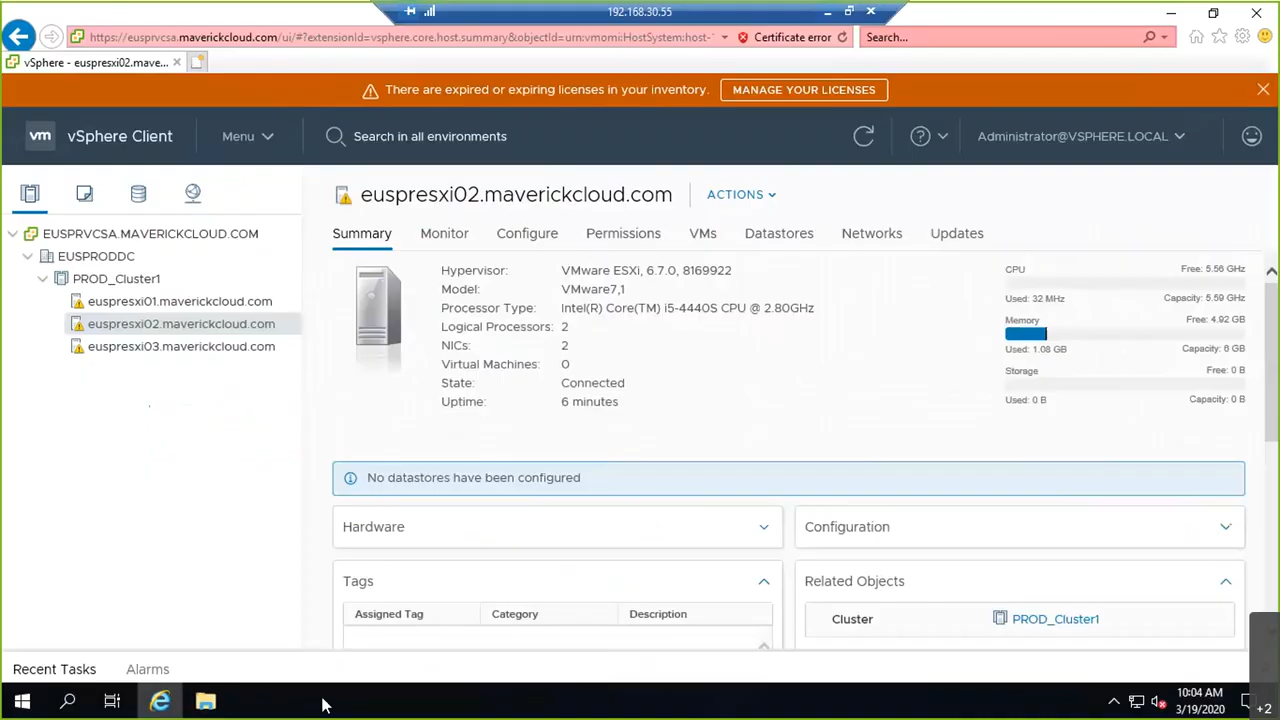 192.168.30.55
https://eusprvcsa.maverickcloud.com/ui/#?extensionId=vsphere.core.host.summary&objectId=urn:vmomi:HostSystem:host-
Certificate error
Search...
vSphere - euspresxi02.mave...
There are expired or expiring licenses in your inventory.
MANAGE YOUR LICENSES
vm
vSphere Client
Menu
Search in all environments
Administrator@VSPHERE.LOCAL
EUSPRVCSA.MAVERICKCLOUD.COM
EUSPRODDC
PROD_Cluster1
euspresxi01.maverickcloud.com
euspresxi02.maverickcloud.com
euspresxi03.maverickcloud.com
euspresxi02.maverickcloud.com
ACTIONS
Summary Monitor Configure Permissions VMs Datastores Networks Updates
Hypervisor: VMware ESXi, 6.7.0, 8169922
Model: VMware7,1
Processor Type: Intel(R) Core(TM) i5-4440S CPU @ 2.80GHz
Logical Processors: 2
NICs: 2
Virtual Machines: 0
State: Connected
Uptime: 6 minutes
CPU Free: 5.56 GHz
Used: 32 MHz Capacity: 5.59 GHz
Memory Free: 4.92 GB
Used: 1.08 GB Capacity: 6 GB
Storage Free: 0 B
Used: 0 B Capacity: 0 B
No datastores have been configured
Hardware
Configuration
Tags
Assigned Tag Category Description
Related Objects
Cluster PROD_Cluster1
Recent Tasks Alarms
10:04 AM
3/19/2020
+2